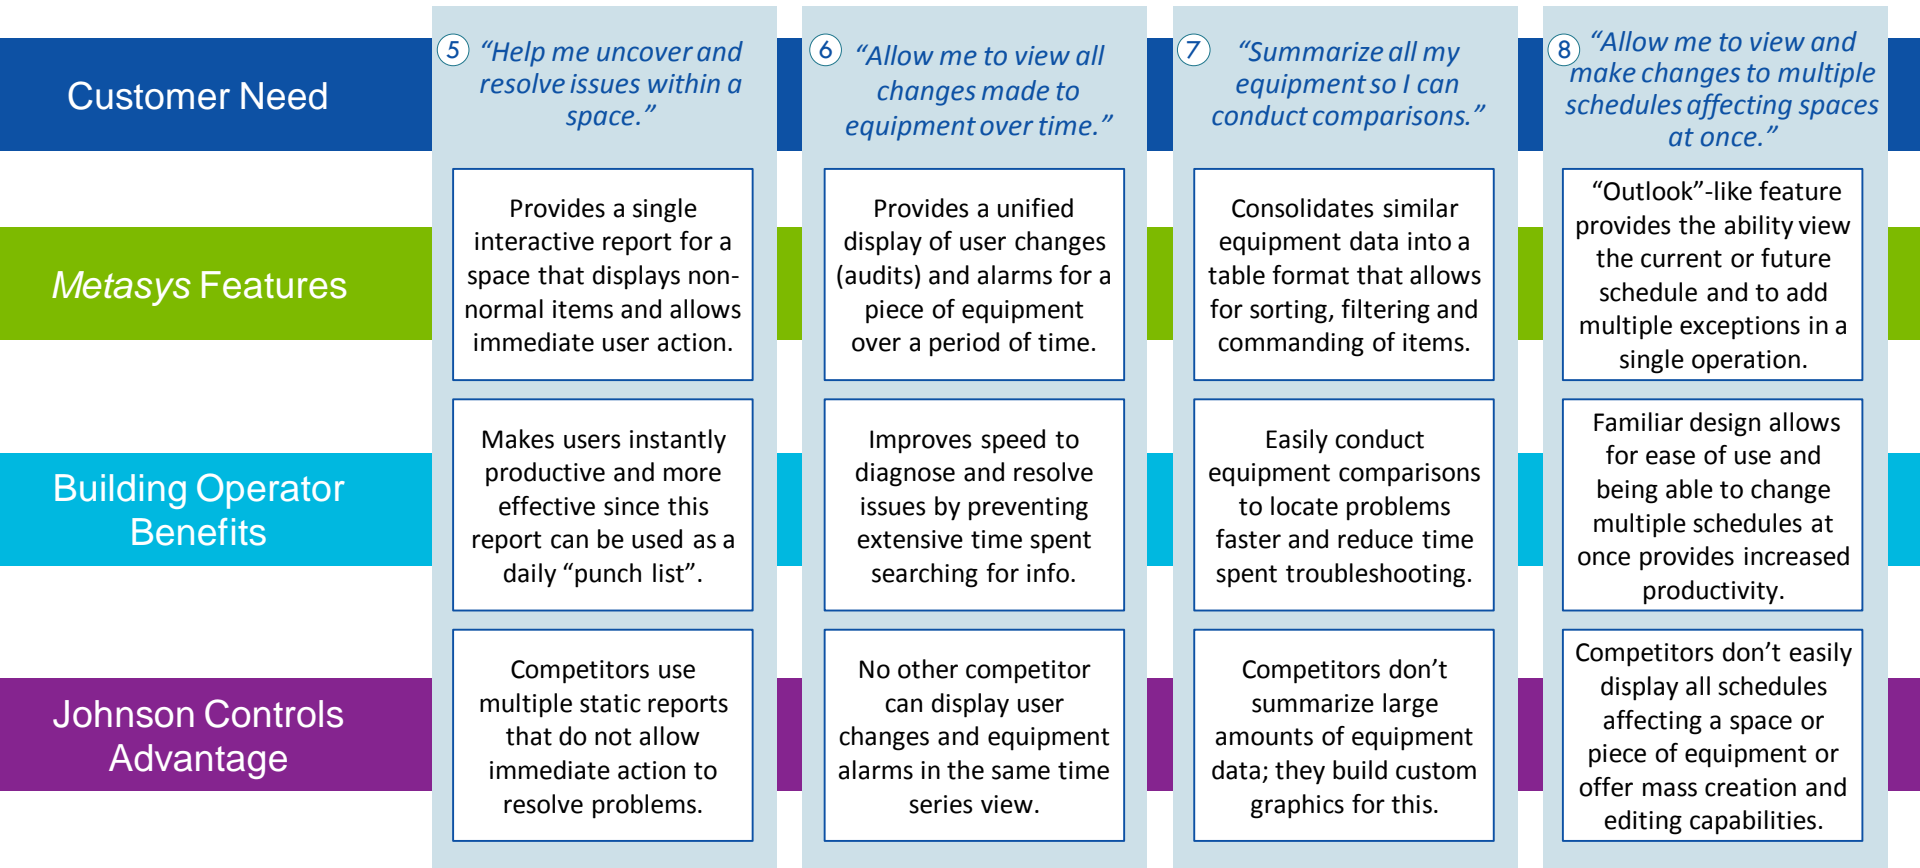 Customer Need
5
“Help me uncover and
resolve issues within a
space.”
6
“Allow me to view all
changes made to
equipment over time.”
7
“Summarize all my
equipment so I can
conduct comparisons.”
8
“Allow me to view and
make changes to multiple
schedules affecting spaces
at once.”
Metasys Features
Provides a single
interactive report for a
space that displays non-
normal items and allows
immediate user action.
Provides a unified
display of user changes
(audits) and alarms for a
piece of equipment
over a period of time.
Consolidates similar
equipment data into a
table format that allows
for sorting, filtering and
commanding of items.
“Outlook”-like feature
provides the ability view
the current or future
schedule and to add
multiple exceptions in a
single operation.
Building Operator
Benefits
Makes users instantly
productive and more
effective since this
report can be used as a
daily “punch list”.
Improves speed to
diagnose and resolve
issues by preventing
extensive time spent
searching for info.
Easily conduct
equipment comparisons
to locate problems
faster and reduce time
spent troubleshooting.
Familiar design allows
for ease of use and
being able to change
multiple schedules at
once provides increased
productivity.
Johnson Controls
Advantage
Competitors use
multiple static reports
that do not allow
immediate action to
resolve problems.
No other competitor
can display user
changes and equipment
alarms in the same time
series view.
Competitors don’t
summarize large
amounts of equipment
data; they build custom
graphics for this.
Competitors don’t easily
display all schedules
affecting a space or
piece of equipment or
offer mass creation and
editing capabilities.